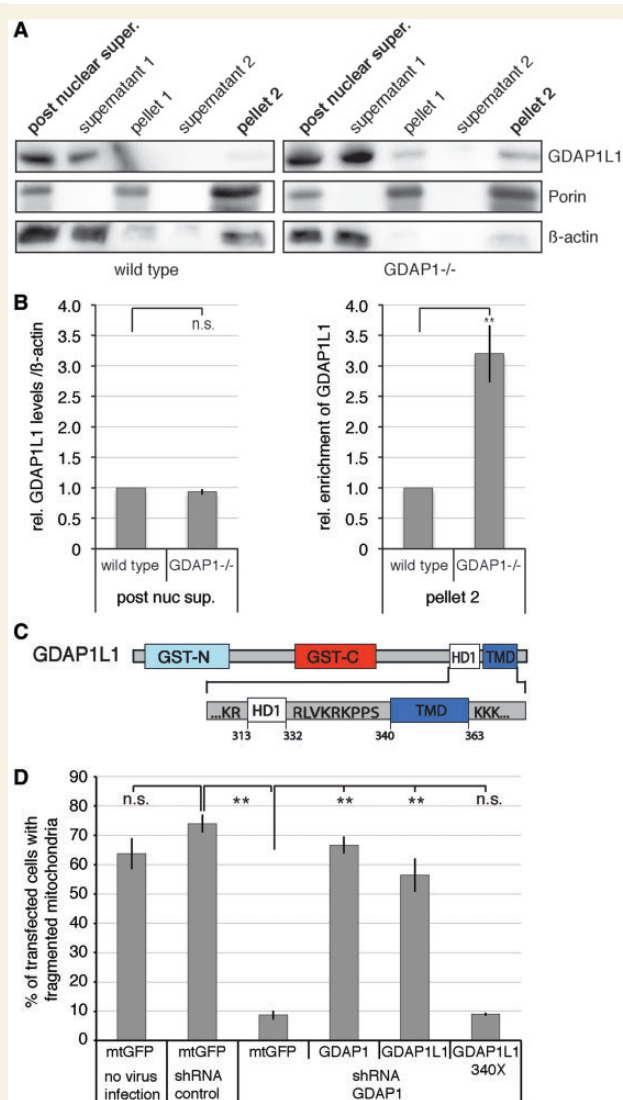 A
post nuclear super.
supernatant 1
pellet 1
supernatant 2
pellet 2
post nuclear super.
supernatant 1
pellet 1
supernatant 2
pellet 2
GDAP1L1
Porin
ß-actin
wild type
GDAP1-/-
B
rel. GDAP1L1 levels /ß-actin
4.0
3.5
3.0
2.5
2.0
1.5
1.0
0.5
0
n.s.
wild type
GDAP1-/-
post nuc sup.
rel. enrichment of GDAP1L1
4.0
3.5
3.0
2.5
2.0
1.5
1.0
0.5
0
**
wild type
GDAP1-/-
pellet 2
C
GDAP1L1
GST-N
GST-C
HD1
TMD
...KR
HD1
RLVKRKPPS
TMD
KKK...
313
332
340
363
D
% of transfected cells with
fragmented mitochondria
90
80
70
60
50
40
30
20
10
0
n.s.
**
**
**
n.s.
mtGFP
mtGFP
mtGFP
GDAP1
GDAP1L1
GDAP1L1
340X
no virus
infection
shRNA
control
shRNA
GDAP1